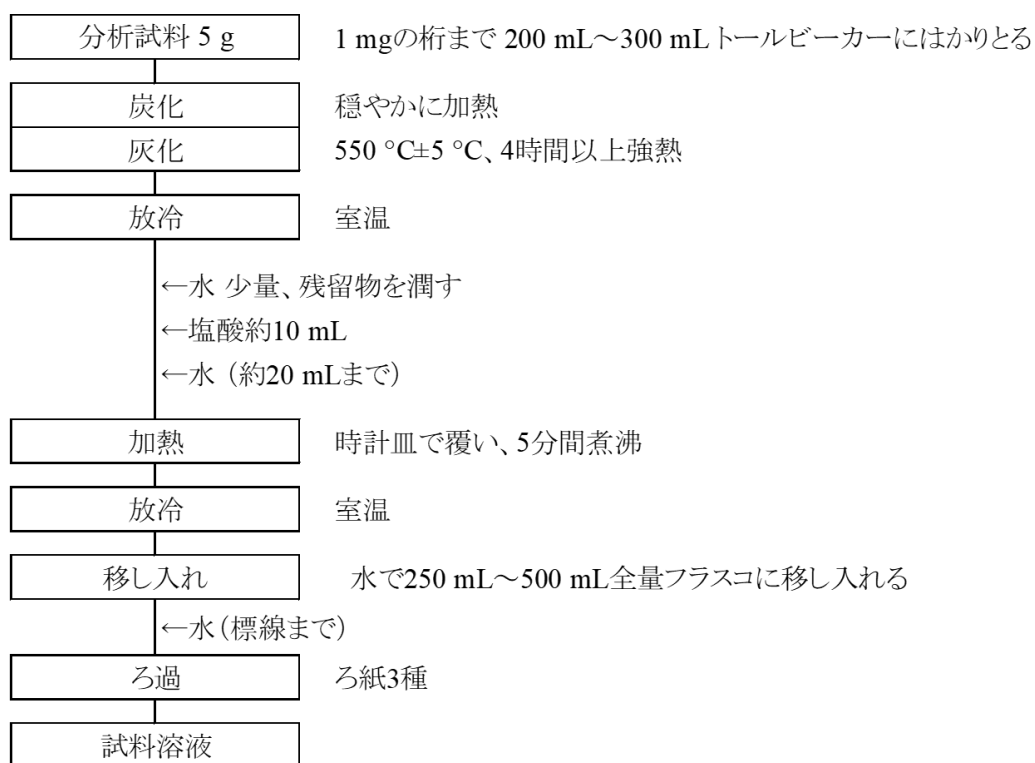 分析試料 5 g 1 mgの桁まで 200 mL~300 mL トールビーカーにはかりとる
炭化 穏やかに加熱
灰化 550 °C±5 °C、4時間以上強熱
放冷 室温
←水 少量、残留物を潤す
←塩酸約10 mL
←水 (約20 mLまで)
加熱 時計皿で覆い、5分間煮沸
放冷 室温
移し入れ 水で250 mL~500 mL全量フラスコに移し入れる
←水(標線まで)
ろ過 ろ紙3種
試料溶液